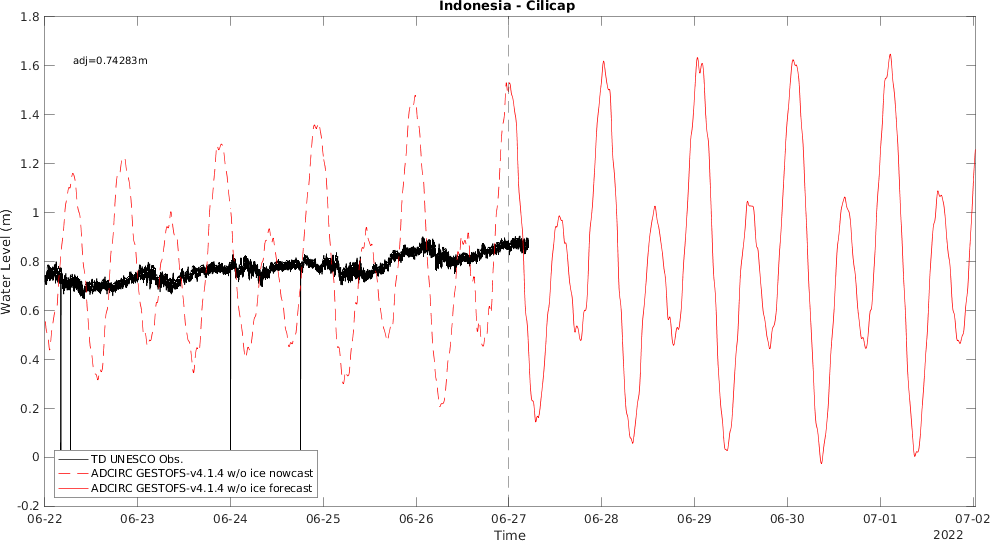 Indonesia - Cilicap
adj=0.74283m
1.8
1.6
1.4
1.2
1
0.8
0.6
0.4
0.2
0
-0.2
Water Level (m)
TD UNESCO Obs.
ADCIRC GESTOFS-v4.1.4 w/o ice nowcast
ADCIRC GESTOFS-v4.1.4 w/o ice forecast
06-22 06-23 06-24 06-25 06-26 06-27 06-28 06-29 06-30 07-01 07-02
Time
2022